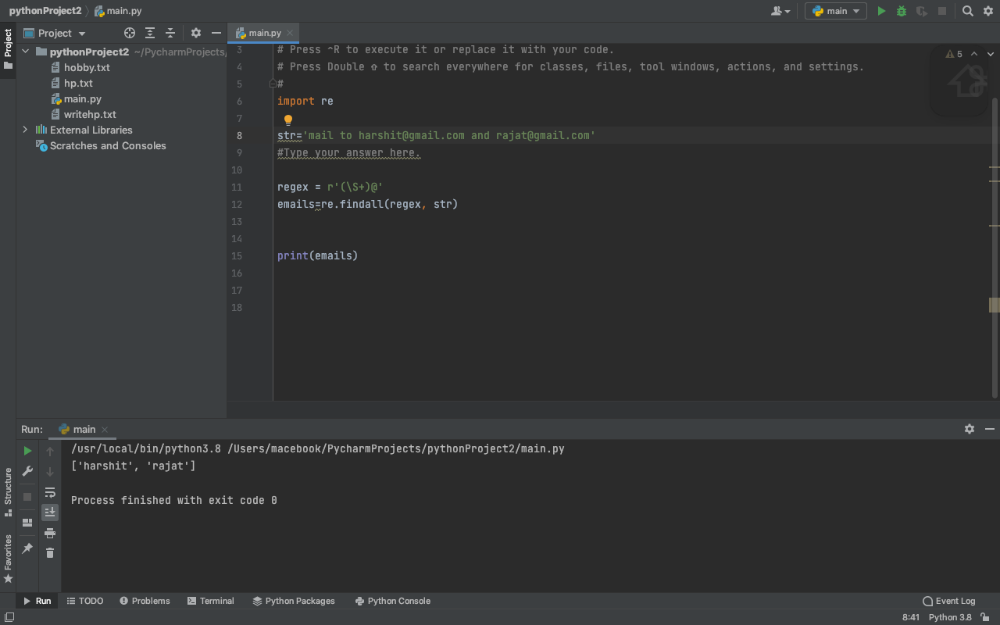 pythonProject2 〉 main.py
main
Project
main.py
Project
pythonProject2 ~/PycharmProjects/
hobby.txt
hp.txt
main.py
writehp.txt
External Libraries
Scratches and Consoles
5
3 # Press ^R to execute it or replace it with your code.
4 # Press Double ⇧ to search everywhere for classes, files, tool windows, actions, and settings.
5 #
6 import re
7
8 str='mail to harshit@gmail.com and rajat@gmail.com'
9 #Type your answer here.
10
11 regex = r'(\S+)@'
12 emails=re.findall(regex, str)
13
14
15 print(emails)
16
17
18
Run: main
/usr/local/bin/python3.8 /Users/macebook/PycharmProjects/pythonProject2/main.py
['harshit', 'rajat']
Process finished with exit code 0
Structure
Favorites
Run TODO Problems Terminal Python Packages Python Console Event Log
8:41 Python 3.8